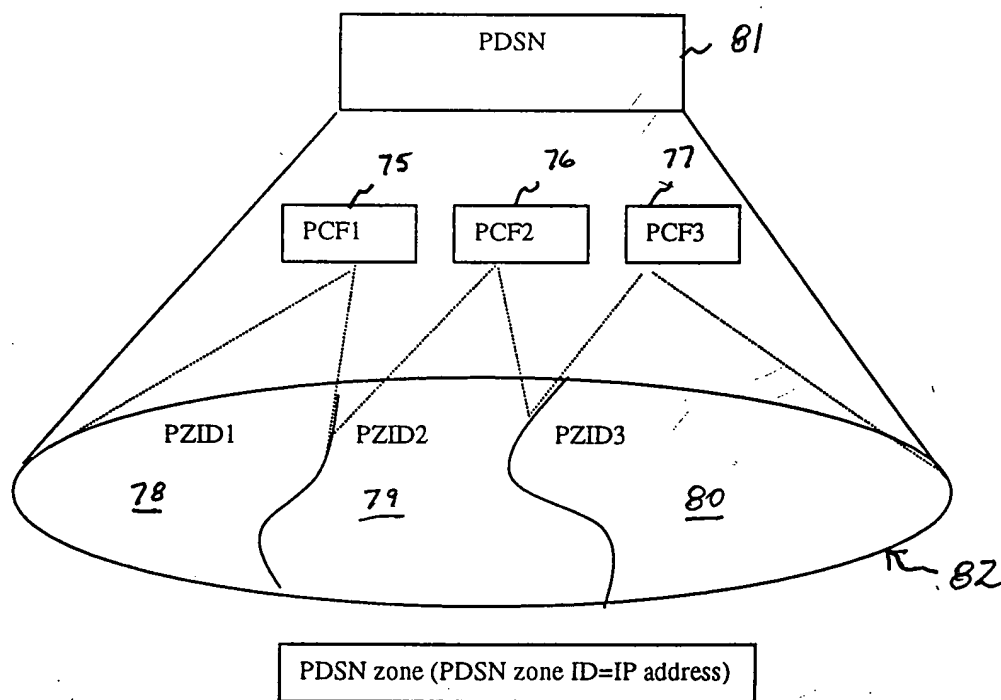 PDSN
81
75
76
77
PCF1
PCF2
PCF3
PZID1
PZID2
PZID3
78
79
80
82
PDSN zone (PDSN zone ID=IP address)